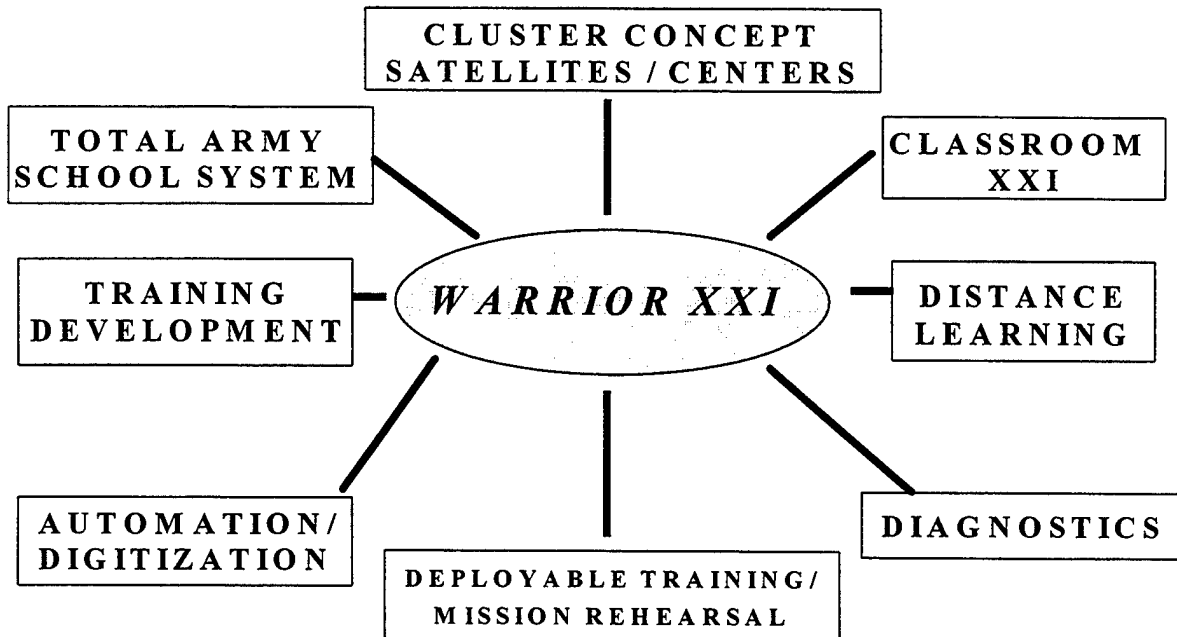 CLUSTER CONCEPT
SATELLITES / CENTERS
TOTAL ARMY
SCHOOL SYSTEM
CLASSROOM
XXI
TRAINING
DEVELOPMENT
WARRIOR XXI
DISTANCE
LEARNING
AUTOMATION/
DIGITIZATION
DEPLOYABLE TRAINING/
MISSION REHEARSAL
DIAGNOSTICS